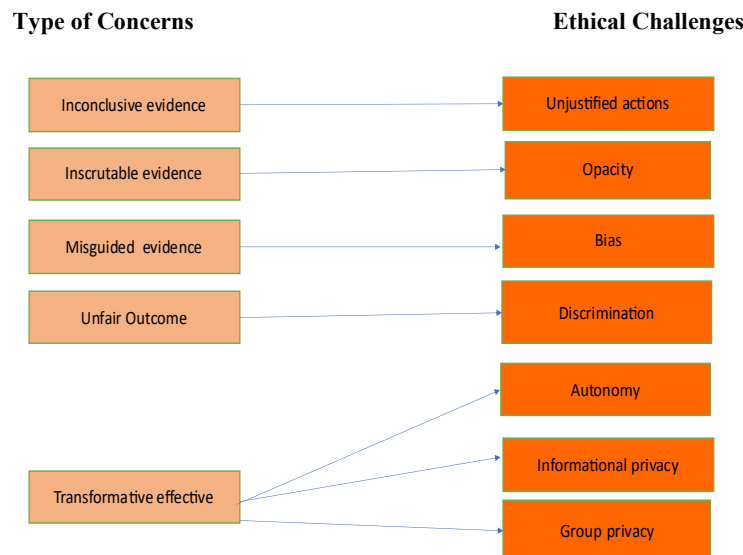 Type of Concerns
Ethical Challenges
Inconclusive evidence
Unjustified actions
Inscrutable evidence
Opacity
Misguided evidence
Bias
Unfair Outcome
Discrimination
Autonomy
Transformative effective
Informational privacy
Group privacy